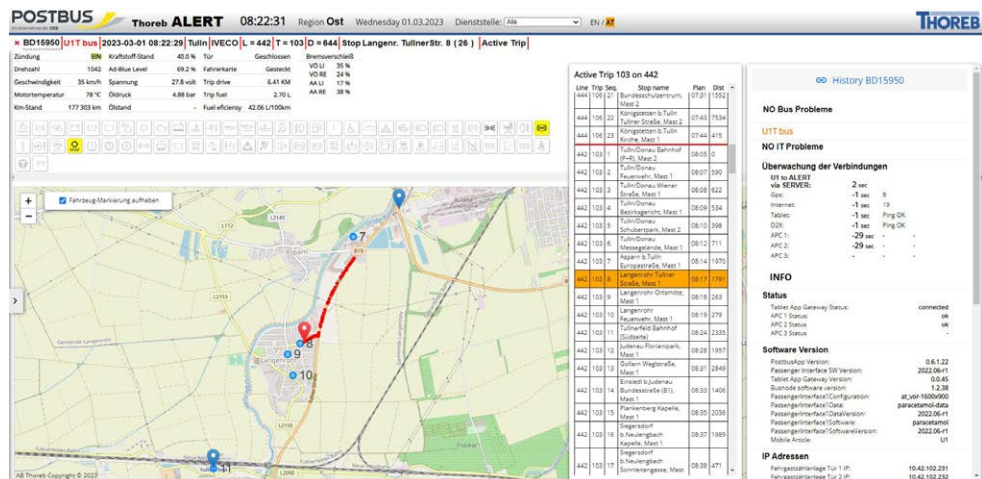 POSTBUS
Thoreb ALERT 08:22:31 Region Ost Wednesday 01.03.2023 Dienststelle: Alle EN / AT
THOREB
× BD15950 U1T bus 2023-03-01 08:22:29 Tulln IVECO L = 442 T = 103 D = 644 Stop Langenr. TullnerStr. 8 ( 26 ) Active Trip
Zündung EIN Kraftstoff-Stand 40.0 % Tür Geschlossen Bremsverschleiß
Drehzahl 1042 Ad-Blue Level 69.2 % Fahrerkarte Gesteckt VO LI 35 %
Geschwindigkeit 35 km/h Spannung 27.8 volt Trip drive 6.41 KM VO RE 24 %
Motortemperatur 78 °C Öldruck 4.88 bar Trip fuel 2.70 L AA LI 17 %
Km-Stand 177 303 km Ölstand - Fuel eficiensy 42.06 L/100km AA RE 38 %
+
−
Fahrzeug-Markierung aufheben
L2149
L112
B19
7
L2153
Gemeinde Langenrohr
8
9
Langenrohr
10
L2190
11
AB Thoreb Copyright © 2023
Active Trip 103 on 442
Line Trip Seq. Stop name Plan Dist
444 106 21 Bundesschulzentrum, Mast 2 07:31 1552
444 106 22 Königstetten b.Tulln Tullner Straße, Mast 2 07:43 7534
444 106 23 Königstetten b.Tulln Kirche, Mast 1 07:44 415
442 103 1 Tulln/Donau Bahnhof (P+R), Mast 2 08:05 0
442 103 2 Tulln/Donau Feuerwehr, Mast 1 08:07 590
442 103 3 Tulln/Donau Wiener Straße, Mast 1 08:08 622
442 103 4 Tulln/Donau Bezirksgericht, Mast 1 08:09 534
442 103 5 Tulln/Donau Schubertpark, Mast 2 08:10 398
442 103 6 Tulln/Donau Messegelände, Mast 1 08:12 711
442 103 7 Asparn b.Tulln Europastraße, Mast 1 08:14 1970
442 103 8 Langenrohr Tullner Straße, Mast 1 08:17 1791
442 103 9 Langenrohr Ortsmitte, Mast 1 08:18 263
442 103 10 Langenrohr Feuerwehr, Mast 1 08:19 279
442 103 11 Tullnerfeld Bahnhof (Südseite) 08:24 2335
442 103 12 Judenau Florianipark, Mast 1 08:28 1957
442 103 13 Gollarn Weglstraße, Mast 1 08:31 2849
442 103 14 Einsiedl b.Judenau Bundesstraße (B1), Mast 1 08:33 1406
442 103 15 Plankenberg Kapelle, Mast 1 08:35 2036
442 103 16 Siegersdorf b.Neulengbach Kapelle, Mast 1 08:37 1989
442 103 17 Siegersdorf b.Neulengbach Sonnleitengasse, Mast 08:38 471
History BD15950
NO Bus Probleme
U1T bus
NO IT Probleme
Überwachung der Verbindungen
U1 to ALERT
via SERVER: 2 sec
Gps: -1 sec 8
Internet: -1 sec 19
Tablet: -1 sec Ping OK
D2X: -1 sec Ping OK
APC 1: -29 sec - -
APC 2: -29 sec - -
APC 3: - - -
INFO
Status
Tablet App Gateway Status: connected
APC 1 Status: ok
APC 2 Status: ok
APC 3 Status: -
Software Version
PostbusApp Version: 0.6.1.22
Passenger Interface SW Version: 2022.06-r1
Tablet App Gateway Version: 0.0.45
Busnode software version: 1.2.38
PassengerInterface1Configuration: at_vor-1600x900
PassengerInterface1Data: paracetamol-data
PassengerInterface1DataVersion: 2022.06-r1
PassengerInterface1Software: paracetamol
PassengerInterface1SoftwareVersion: 2022.06-r1
Mobile Article: U1
IP Adressen
Fahrgastzählanlage Tür 1 IP: 10.42.102.231
Fahrgastzählanlage Tür 2 IP: 10.42.102.232